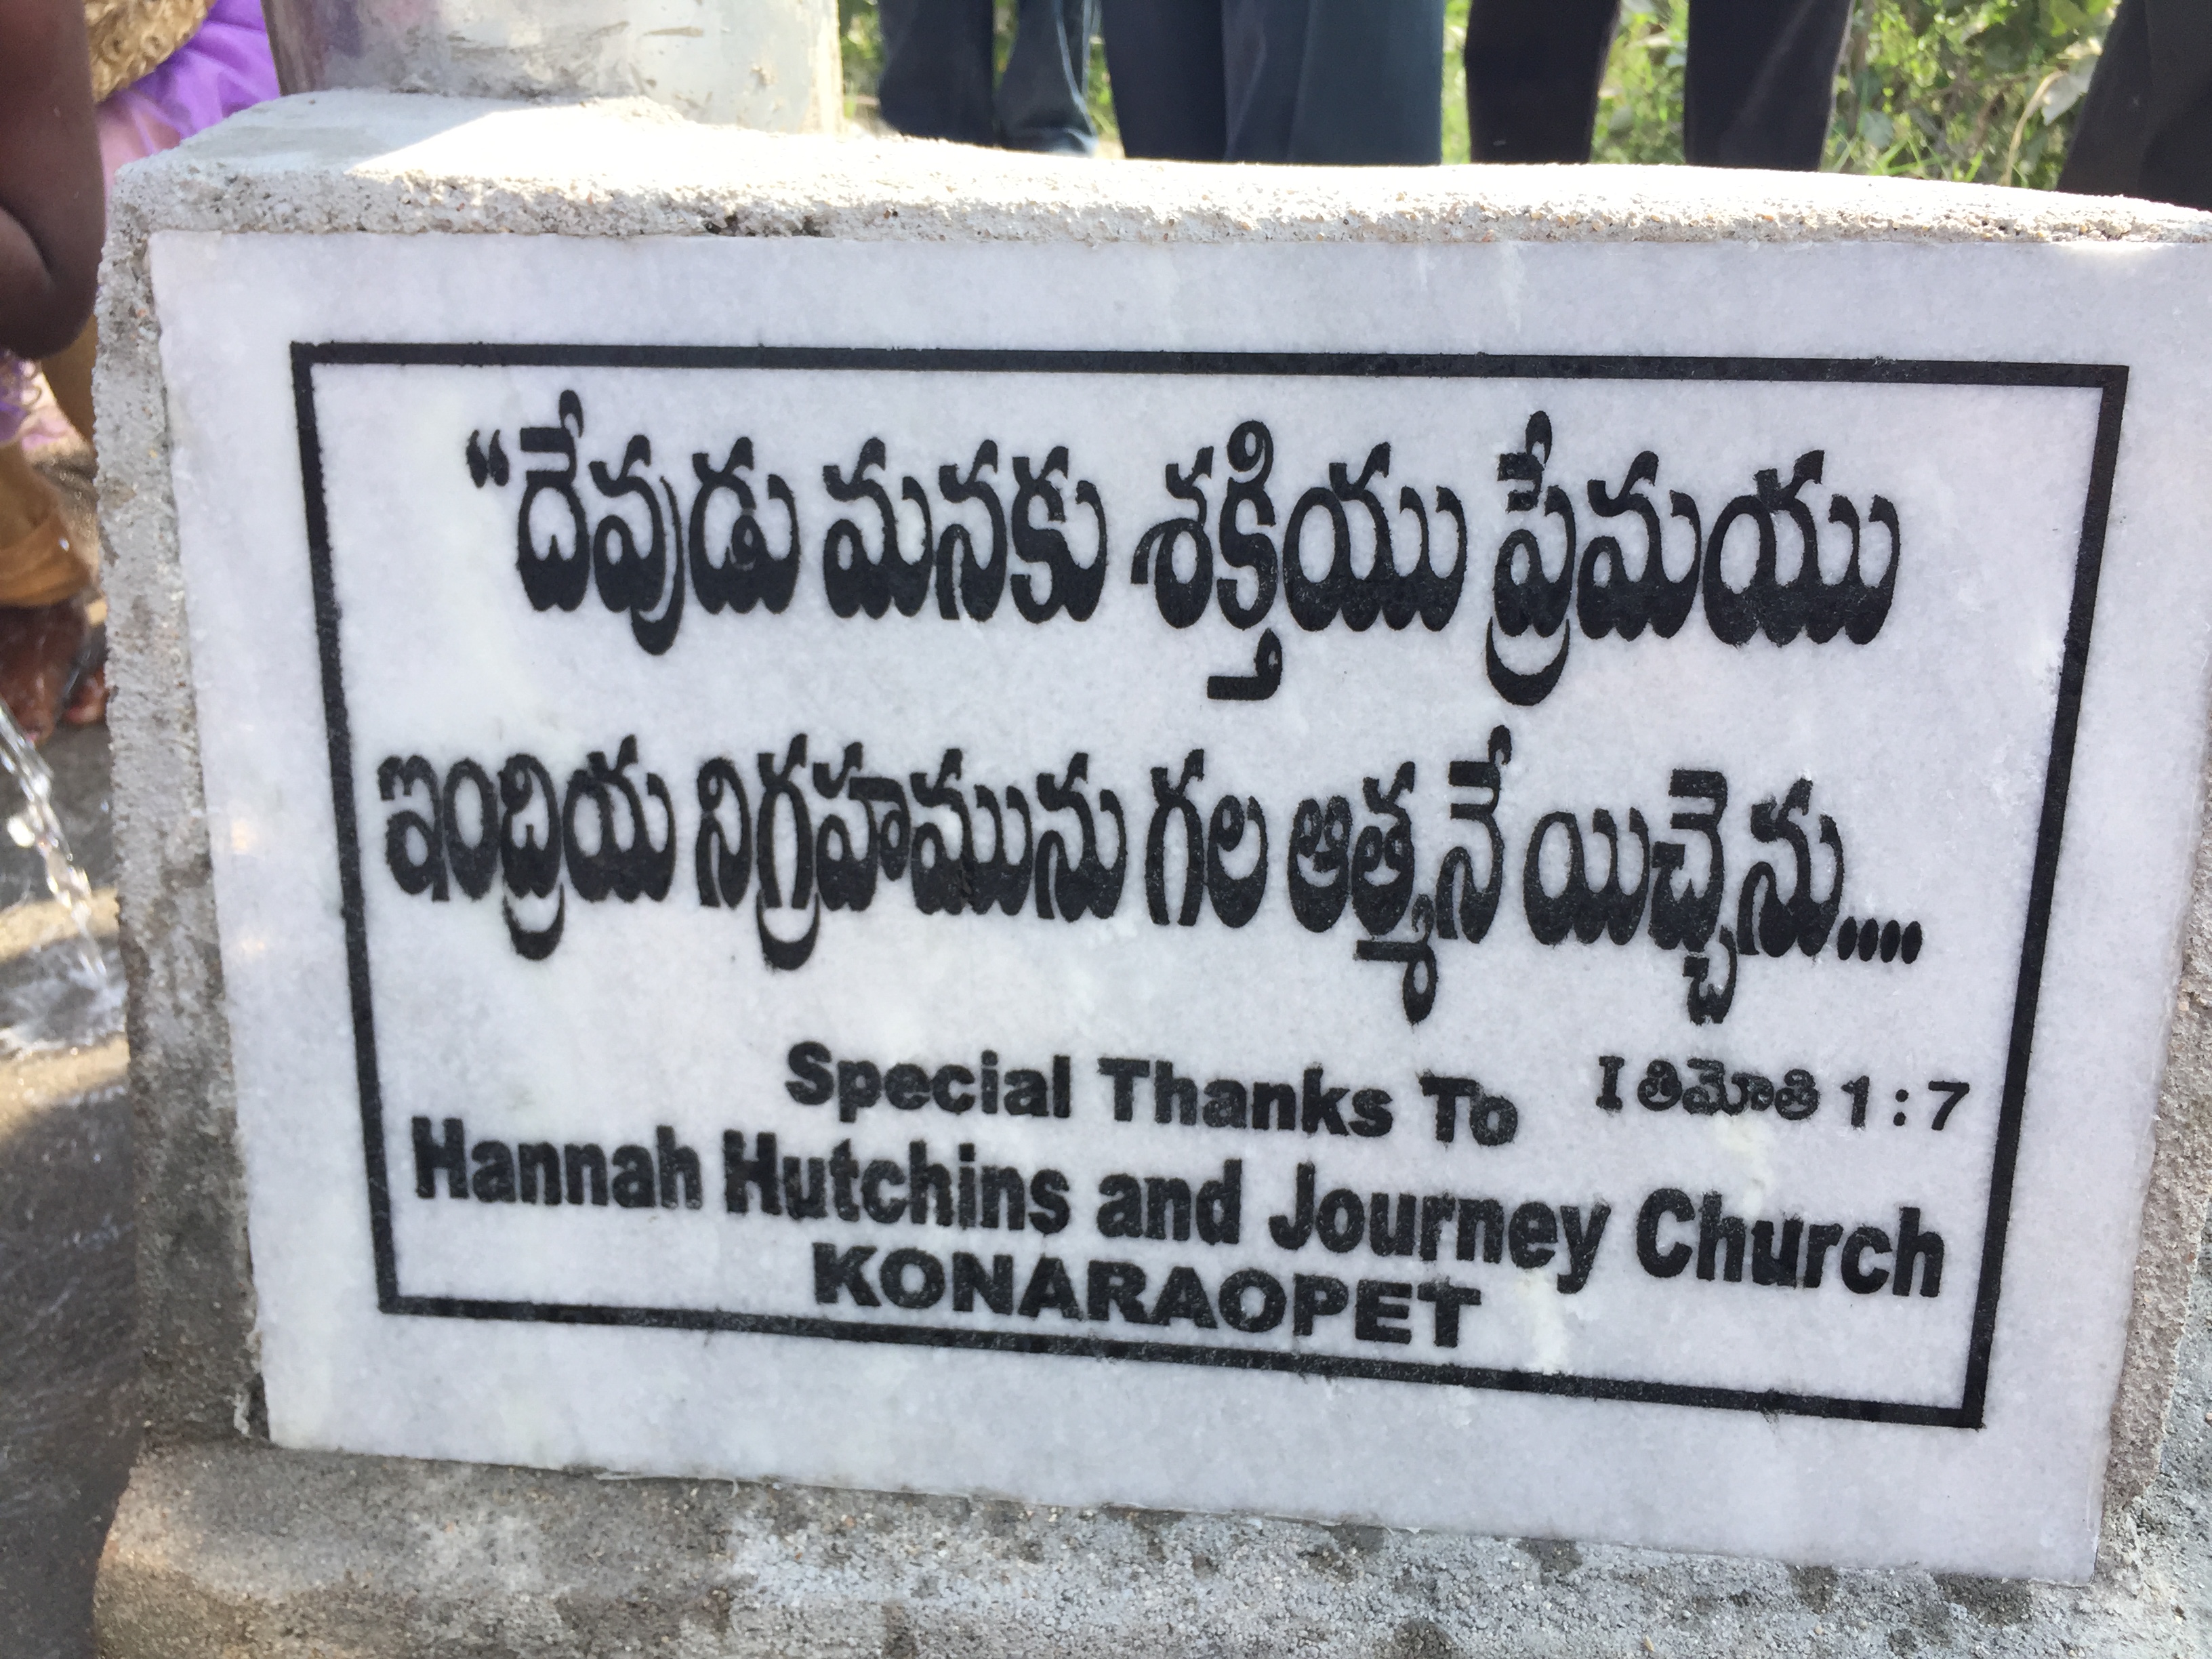 “దేవుడు మనకు శక్తియు ప్రేమయు
ఇంద్రియ నిగ్రహమును గల ఆత్మనే యిచ్చెను....
I తిమోతి 1 : 7
Special Thanks To
Hannah Hutchins and Journey Church
KONARAOPET